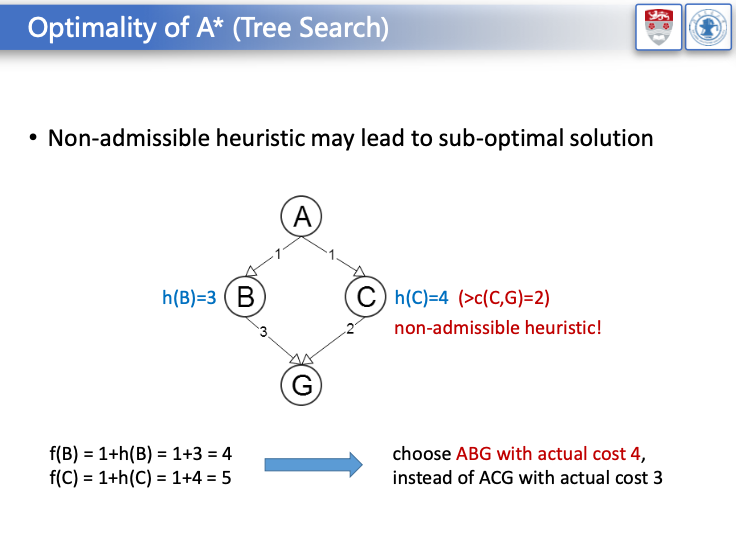 Optimality of A* (Tree Search)
• Non-admissible heuristic may lead to sub-optimal solution
A
1 1
h(B)=3 B C h(C)=4 (>c(C,G)=2)
non-admissible heuristic!
3 2
G
f(B) = 1+h(B) = 1+3 = 4
f(C) = 1+h(C) = 1+4 = 5
choose ABG with actual cost 4,
instead of ACG with actual cost 3